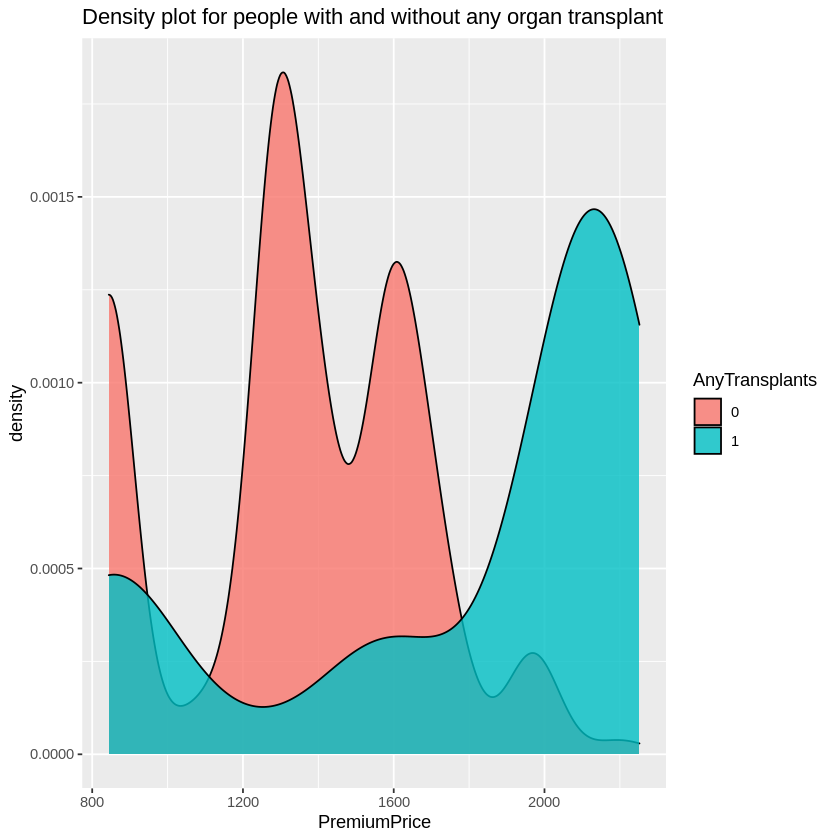 Density plot for people with and without any organ transplant
0.0015
0.0010
0.0005
0.0000
density
800 1200 1600 2000
PremiumPrice
AnyTransplants
0
1